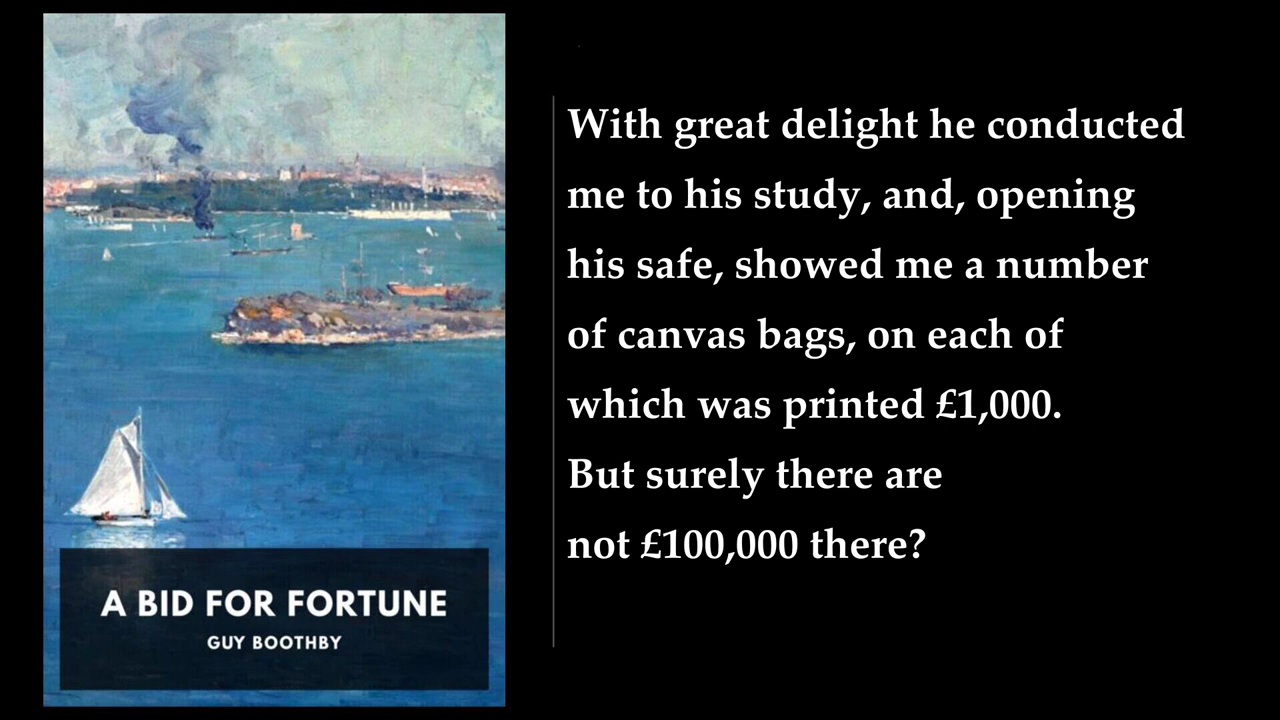 A BID FOR FORTUNE
GUY BOOTHBY
With great delight he conducted
me to his study, and, opening
his safe, showed me a number
of canvas bags, on each of
which was printed £1,000.
But surely there are
not £100,000 there?